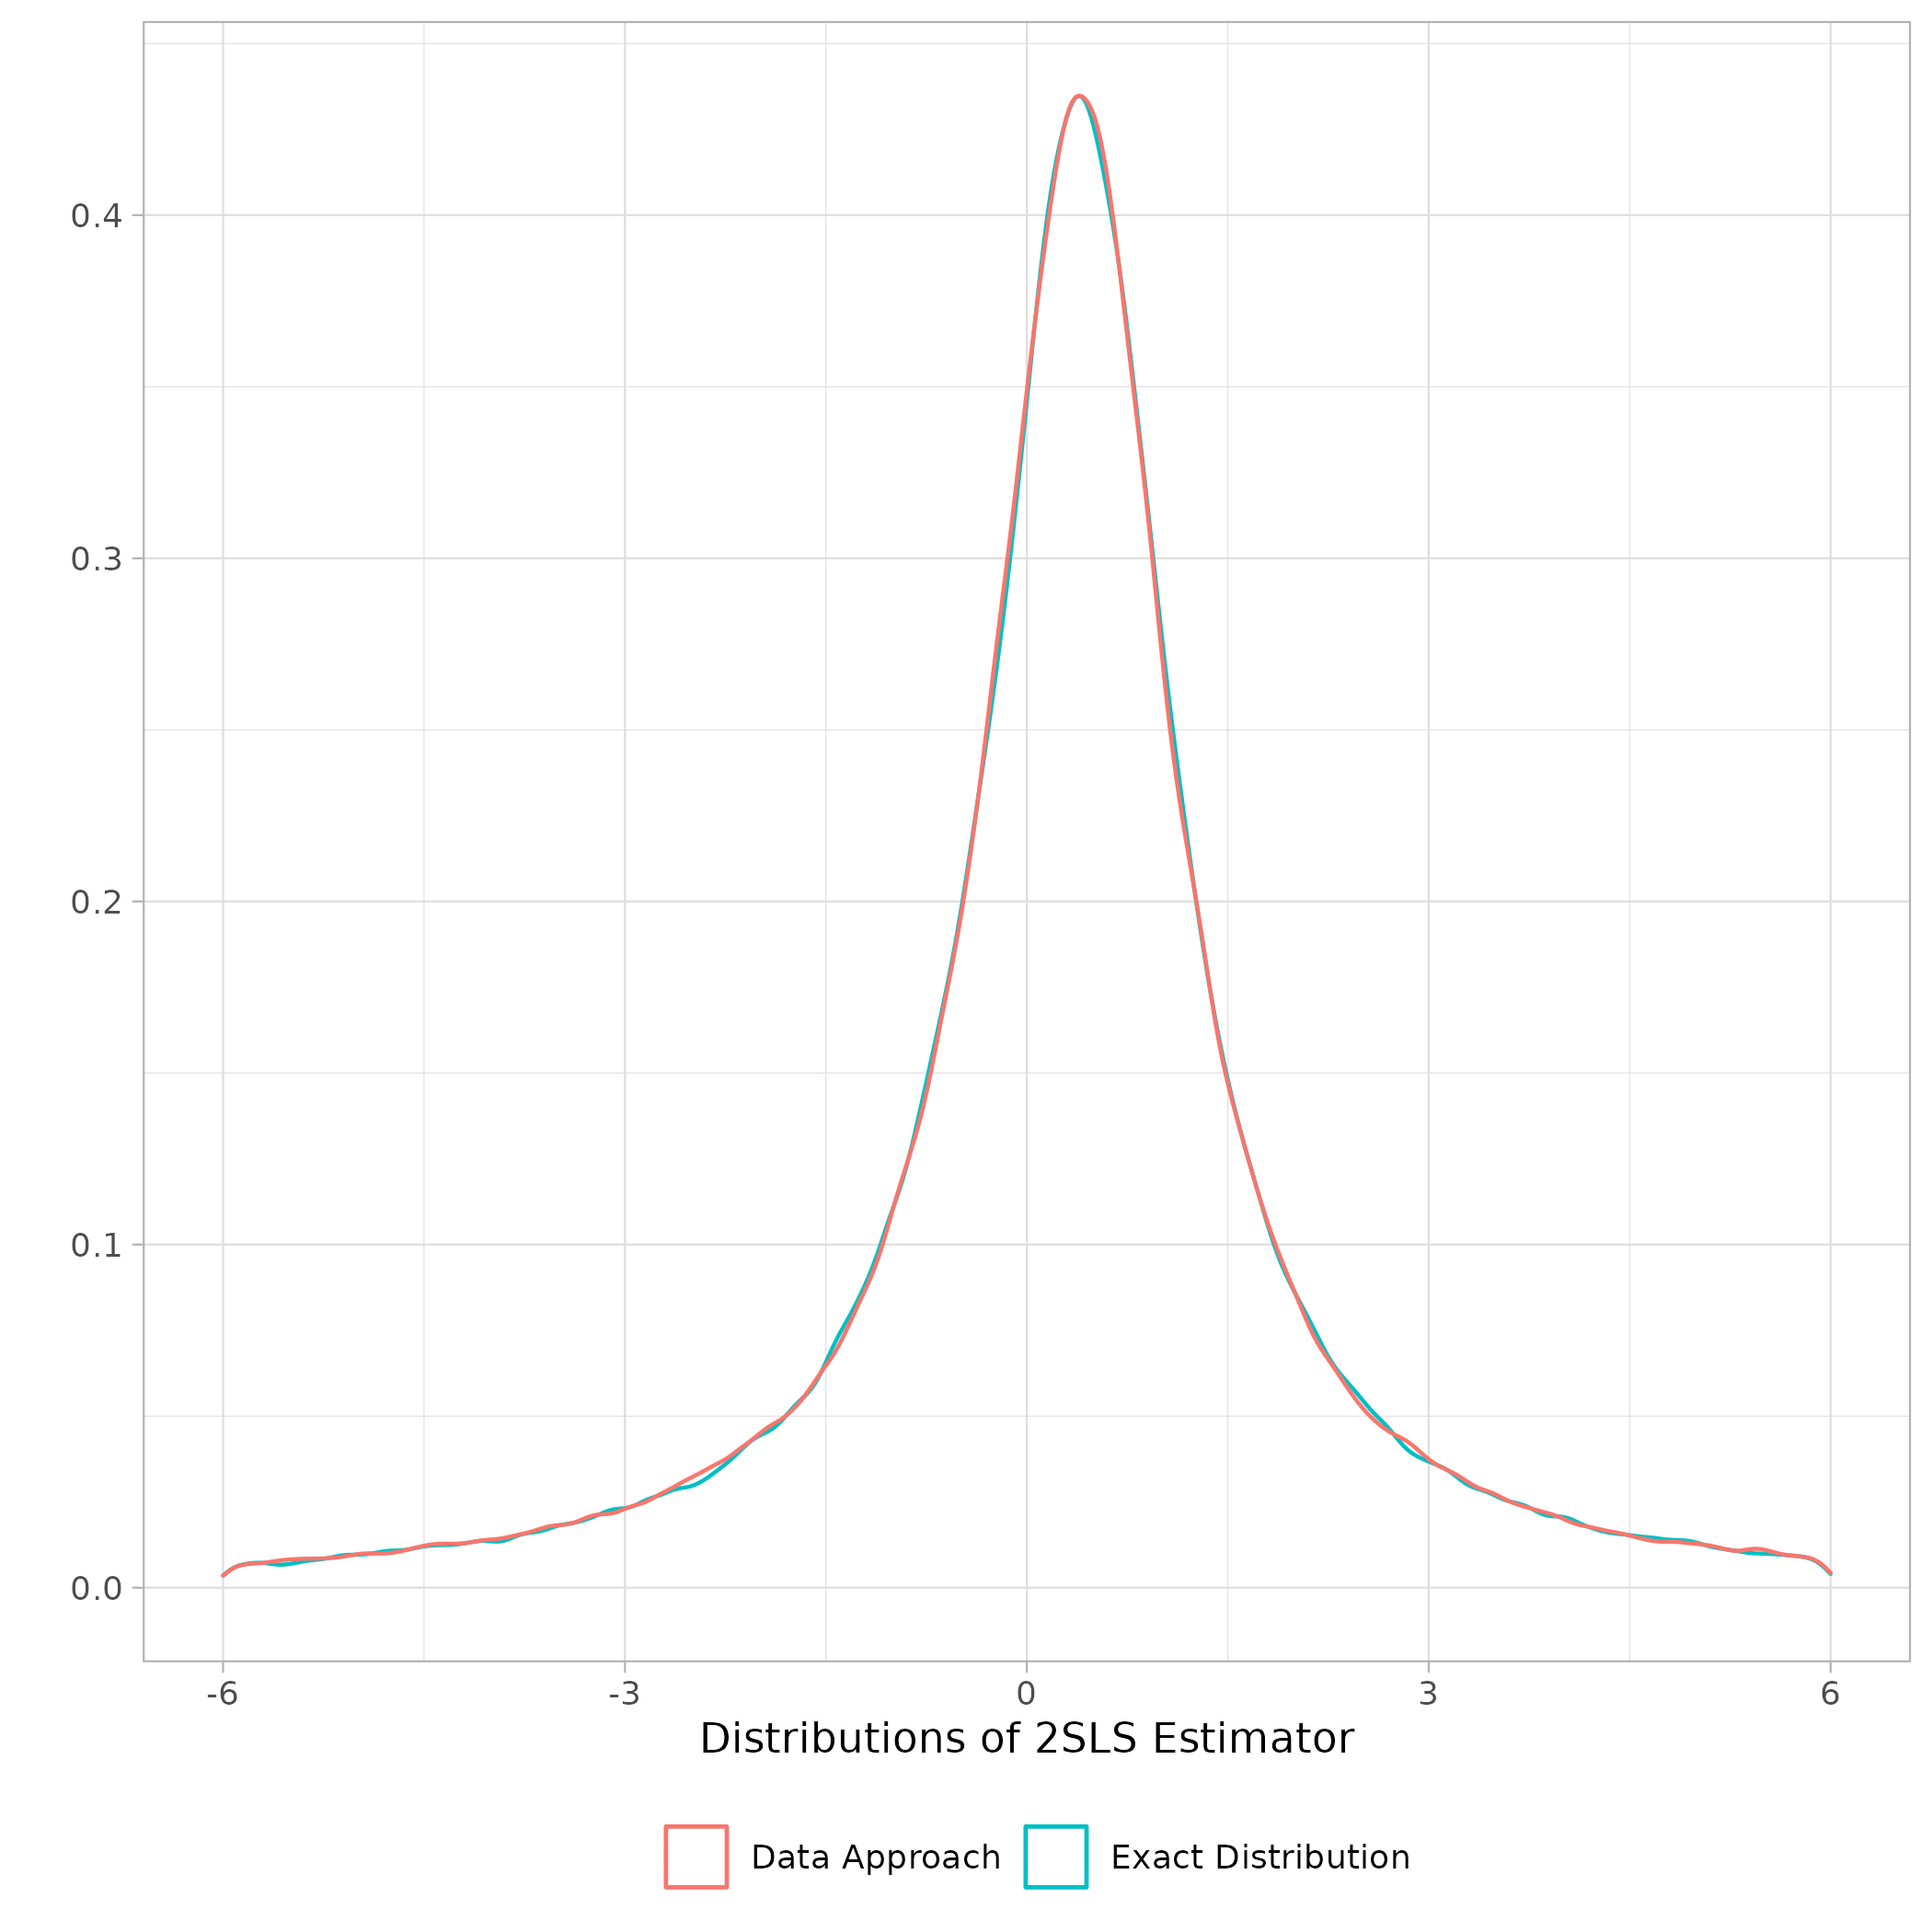 0.4
0.3
0.2
0.1
0.0
-6 -3 0 3 6
Distributions of 2SLS Estimator
Data Approach Exact Distribution